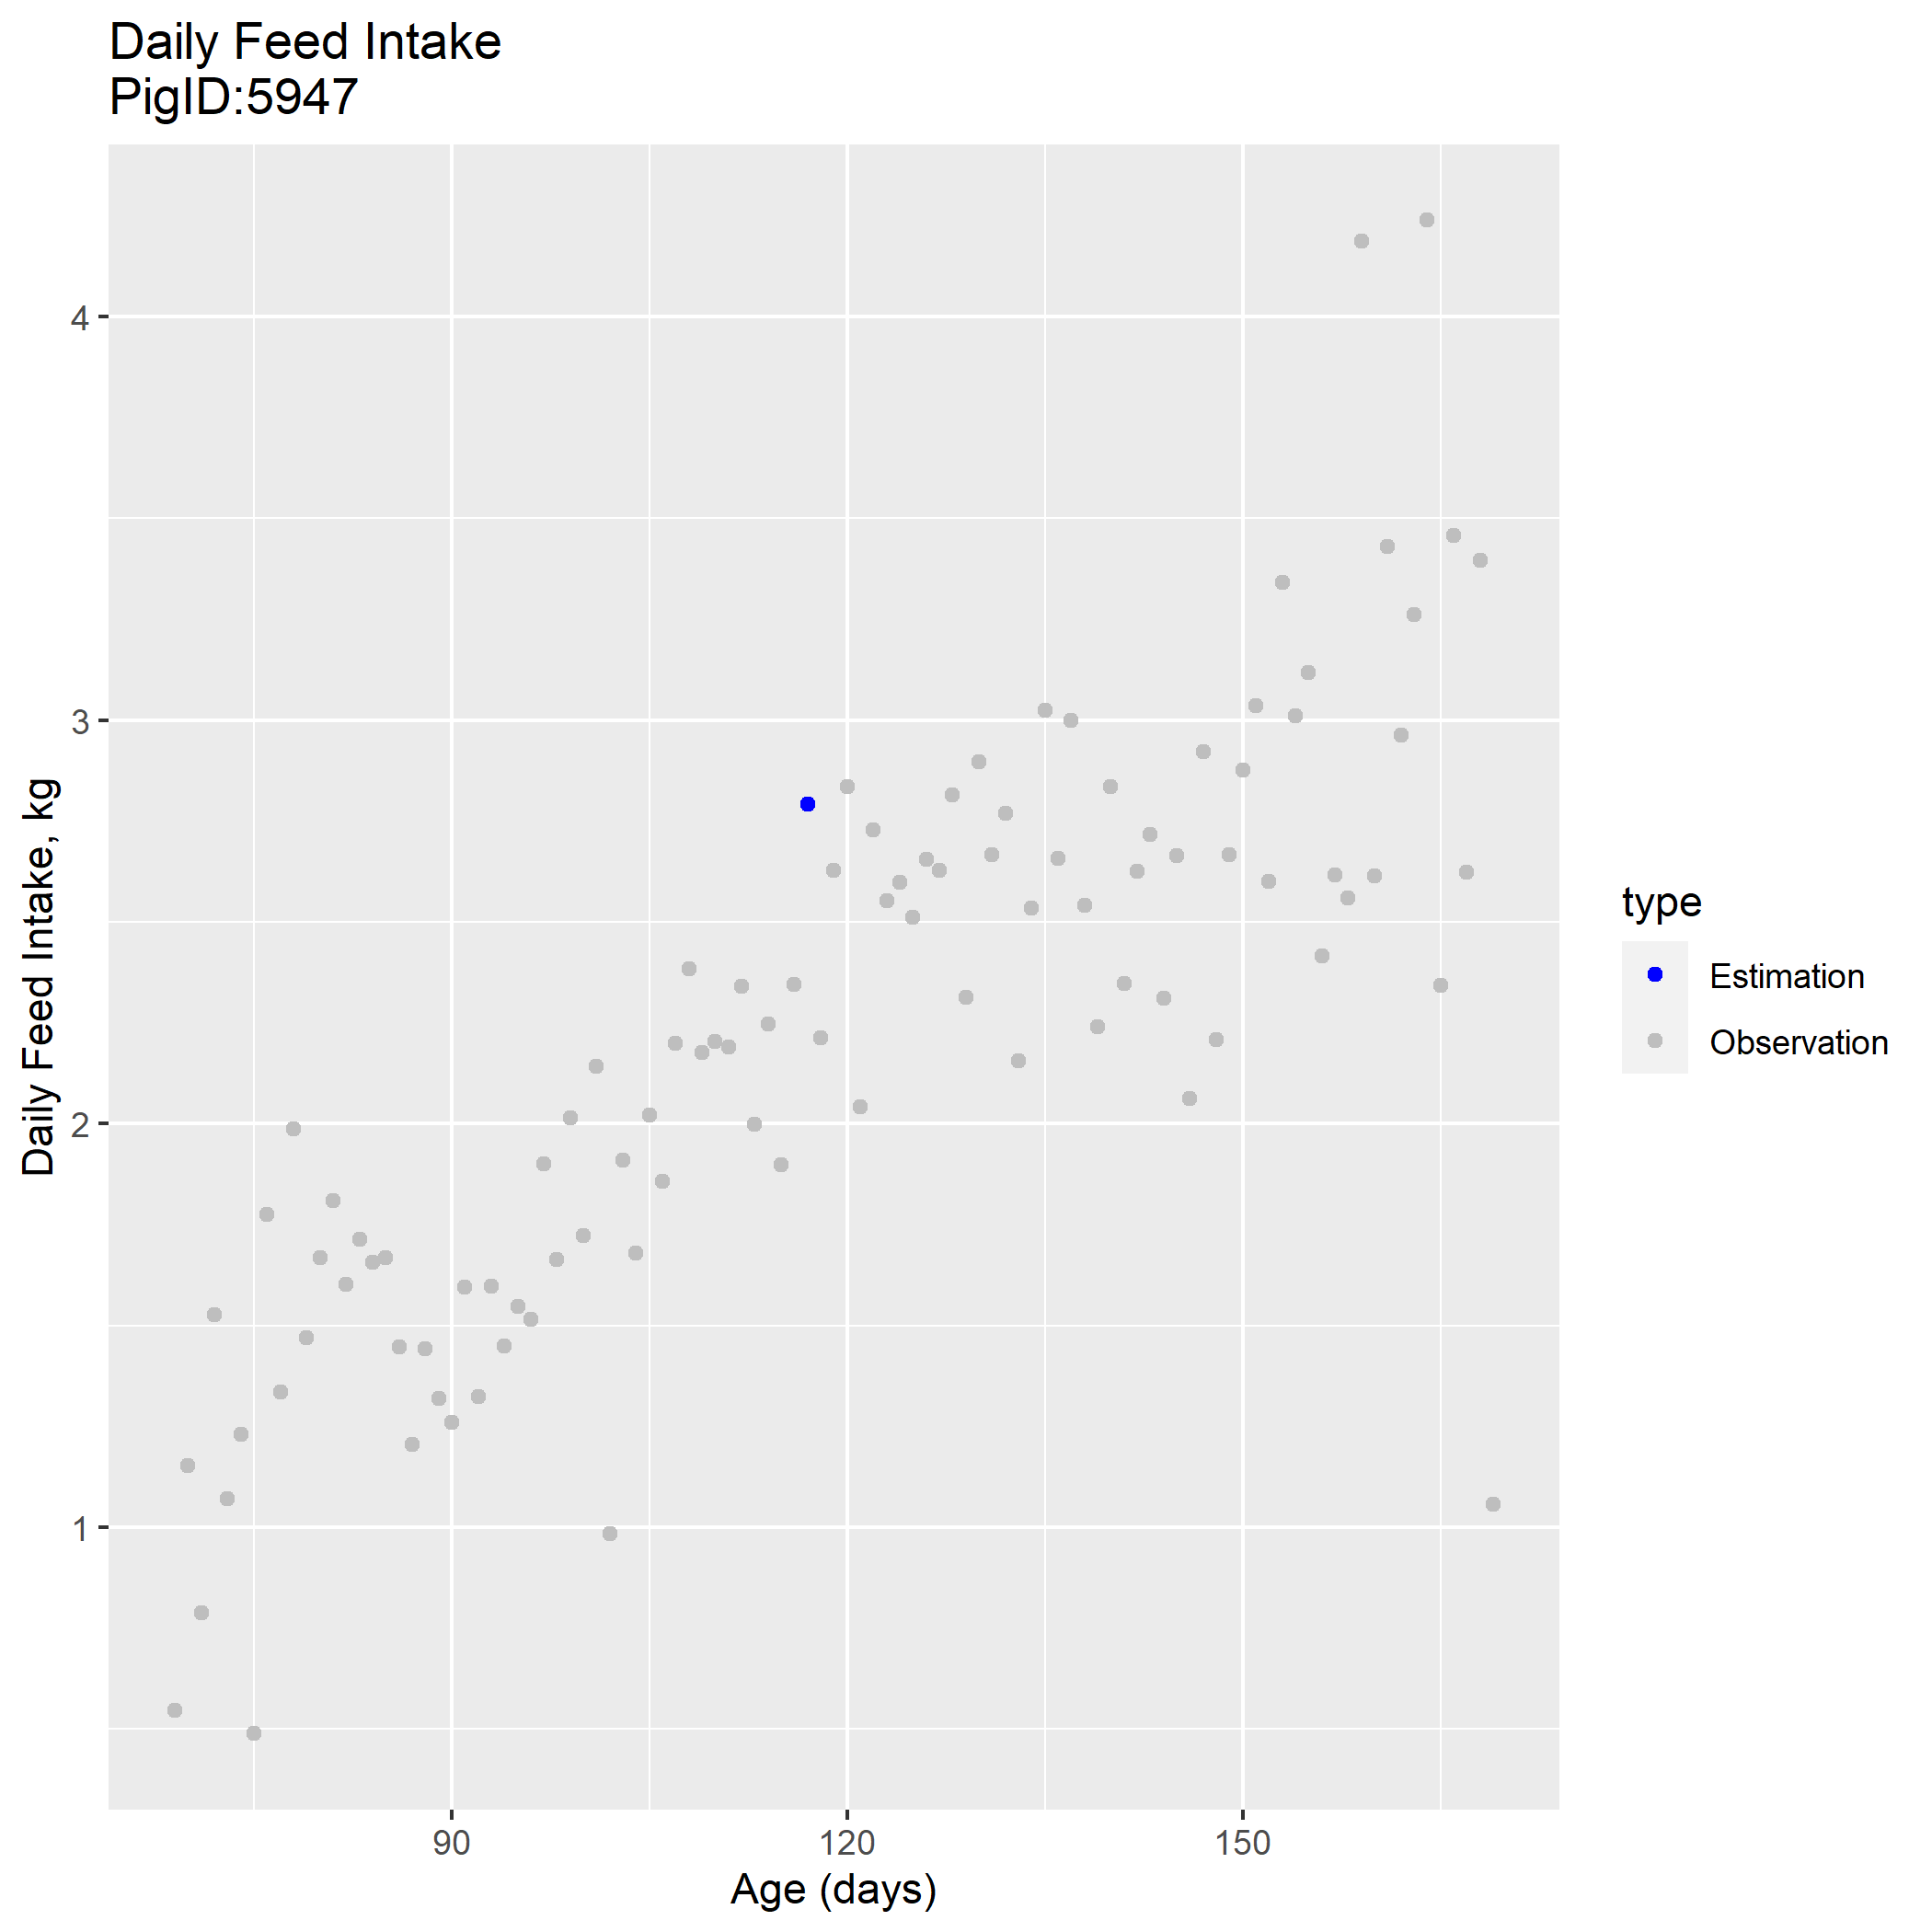 Daily Feed Intake
PigID:5947
Daily Feed Intake, kg
4
3
2
1
90
120
150
Age (days)
type
Estimation
Observation